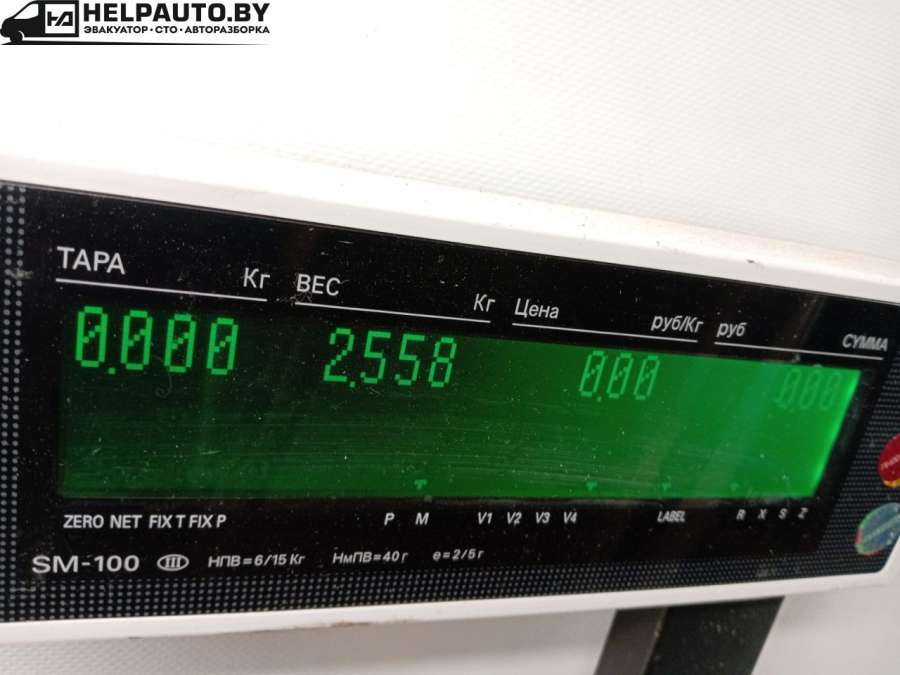 HELPAUTO.BY
ЭВАКУАТОР · СТО · АВТОРАЗБОРКА
ТАРА Кг ВЕС Кг Цена руб/Кг руб СУММА
0.000 2.558 0.00 0.00
ZERO NET FIX T FIX P P M V1 V2 V3 V4 LABEL R X S Z
SM-100 III НПВ=6/15 Кг НмПВ=40 г e=2/5 г